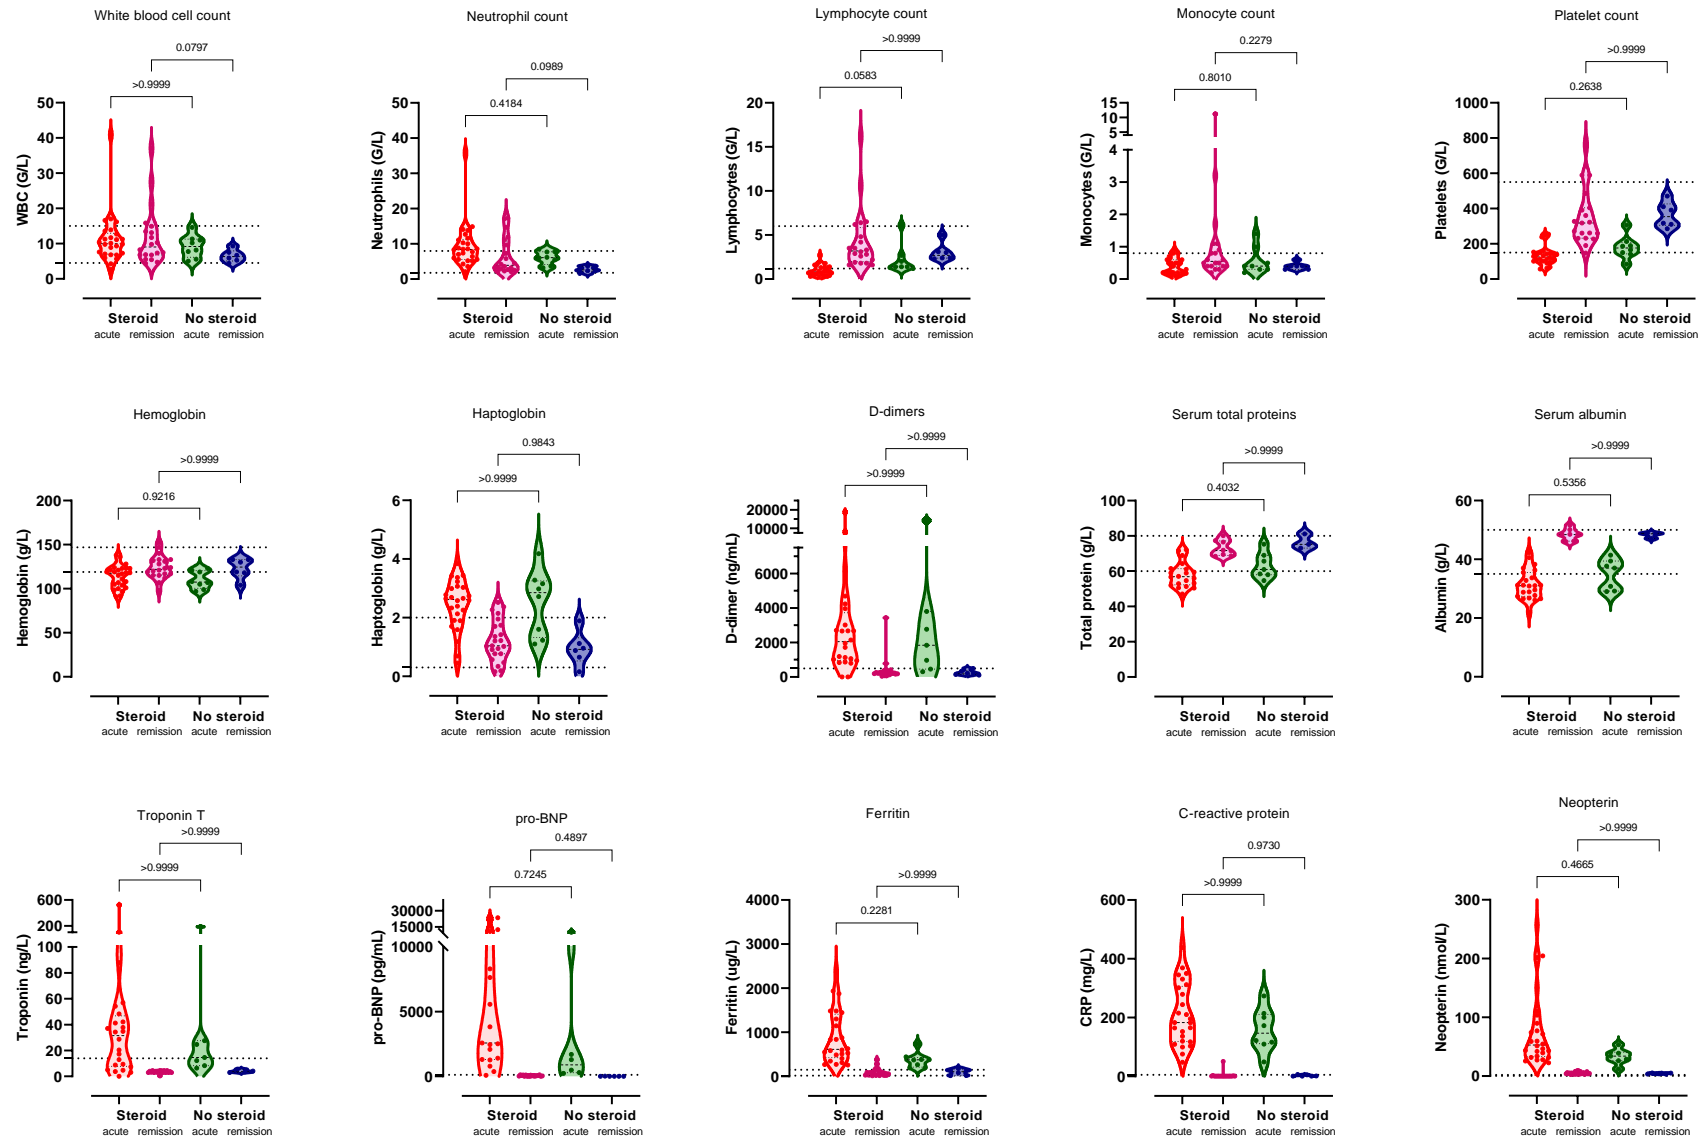 White blood cell count
0.0797
>0.9999
WBC (G/L)
50
40
30
20
10
0
Steroid No steroid
acute remission acute remission
Neutrophil count
0.0989
0.4184
Neutrophils (G/L)
50
40
30
20
10
0
Steroid No steroid
acute remission acute remission
Lymphocyte count
>0.9999
0.0583
Lymphocytes (G/L)
20
15
10
5
0
Steroid No steroid
acute remission acute remission
Monocyte count
0.2279
0.8010
Monocytes (G/L)
15
10
5
4
3
2
1
0
Steroid No steroid
acute remission acute remission
Platelet count
>0.9999
0.2638
Platelets (G/L)
1000
800
600
400
200
0
Steroid No steroid
acute remission acute remission
Hemoglobin
>0.9999
0.9216
Hemoglobin (g/L)
200
150
100
50
0
Steroid No steroid
acute remission acute remission
Haptoglobin
0.9843
>0.9999
Haptoglobin (g/L)
6
4
2
0
Steroid No steroid
acute remission acute remission
D-dimers
>0.9999
>0.9999
D-dimer (ng/mL)
20000
10000
6000
4000
2000
0
Steroid No steroid
acute remission acute remission
Serum total proteins
>0.9999
0.4032
Total protein (g/L)
100
80
60
40
20
0
Steroid No steroid
acute remission acute remission
Serum albumin
>0.9999
0.5356
Albumin (g/L)
60
40
20
0
Steroid No steroid
acute remission acute remission
Troponin T
>0.9999
>0.9999
Troponin (ng/L)
600
200
100
80
60
40
20
0
Steroid No steroid
acute remission acute remission
pro-BNP
0.4897
0.7245
pro-BNP (pg/mL)
30000
15000
10000
5000
0
Steroid No steroid
acute remission acute remission
Ferritin
>0.9999
0.2281
Ferritin (ug/L)
4000
3000
2000
1000
0
Steroid No steroid
acute remission acute remission
C-reactive protein
0.9730
>0.9999
CRP (mg/L)
600
400
200
0
Steroid No steroid
acute remission acute remission
Neopterin
>0.9999
0.4665
Neopterin (nmol/L)
300
200
100
0
Steroid No steroid
acute remission acute remission